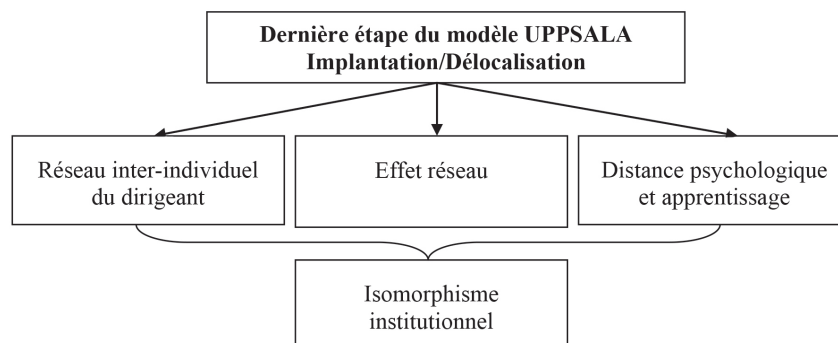 Dernière étape du modèle UPPSALA
Implantation/Délocalisation
Réseau inter-individuel
du dirigeant
Effet réseau
Distance psychologique
et apprentissage
Isomorphisme
institutionnel